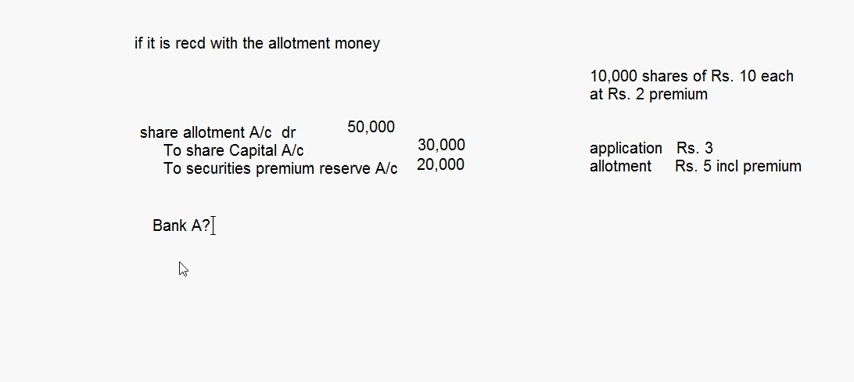 if it is recd with the allotment money
10,000 shares of Rs. 10 each
at Rs. 2 premium
share allotment A/c dr 50,000
To share Capital A/c 30,000
To securities premium reserve A/c 20,000
application Rs. 3
allotment Rs. 5 incl premium
Bank A?